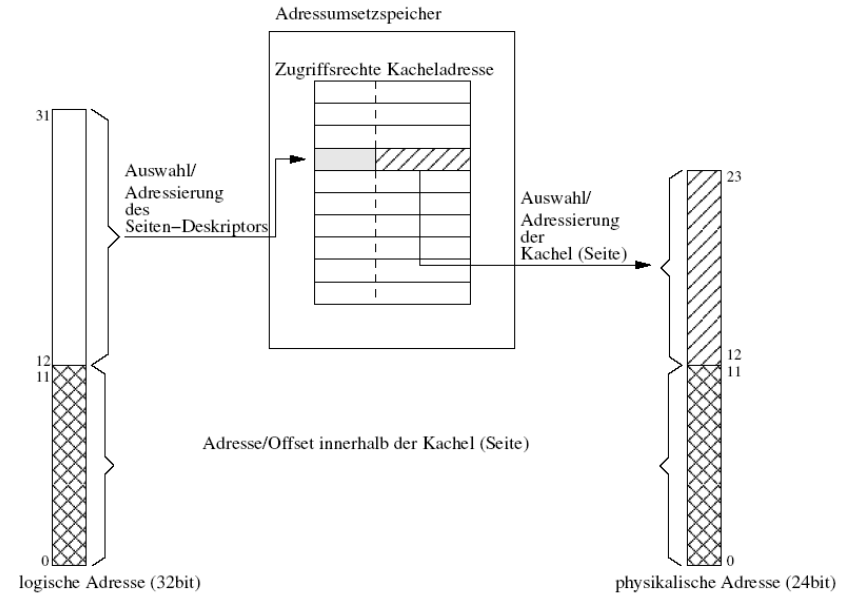 Adressumsetzspeicher
Zugriffsrechte Kacheladresse
31
Auswahl/
Adressierung
des
Seiten−Deskriptors
12
11
0
logische Adresse (32bit)
Auswahl/
Adressierung
der
Kachel (Seite)
23
12
11
0
Adresse/Offset innerhalb der Kachel (Seite)
physikalische Adresse (24bit)